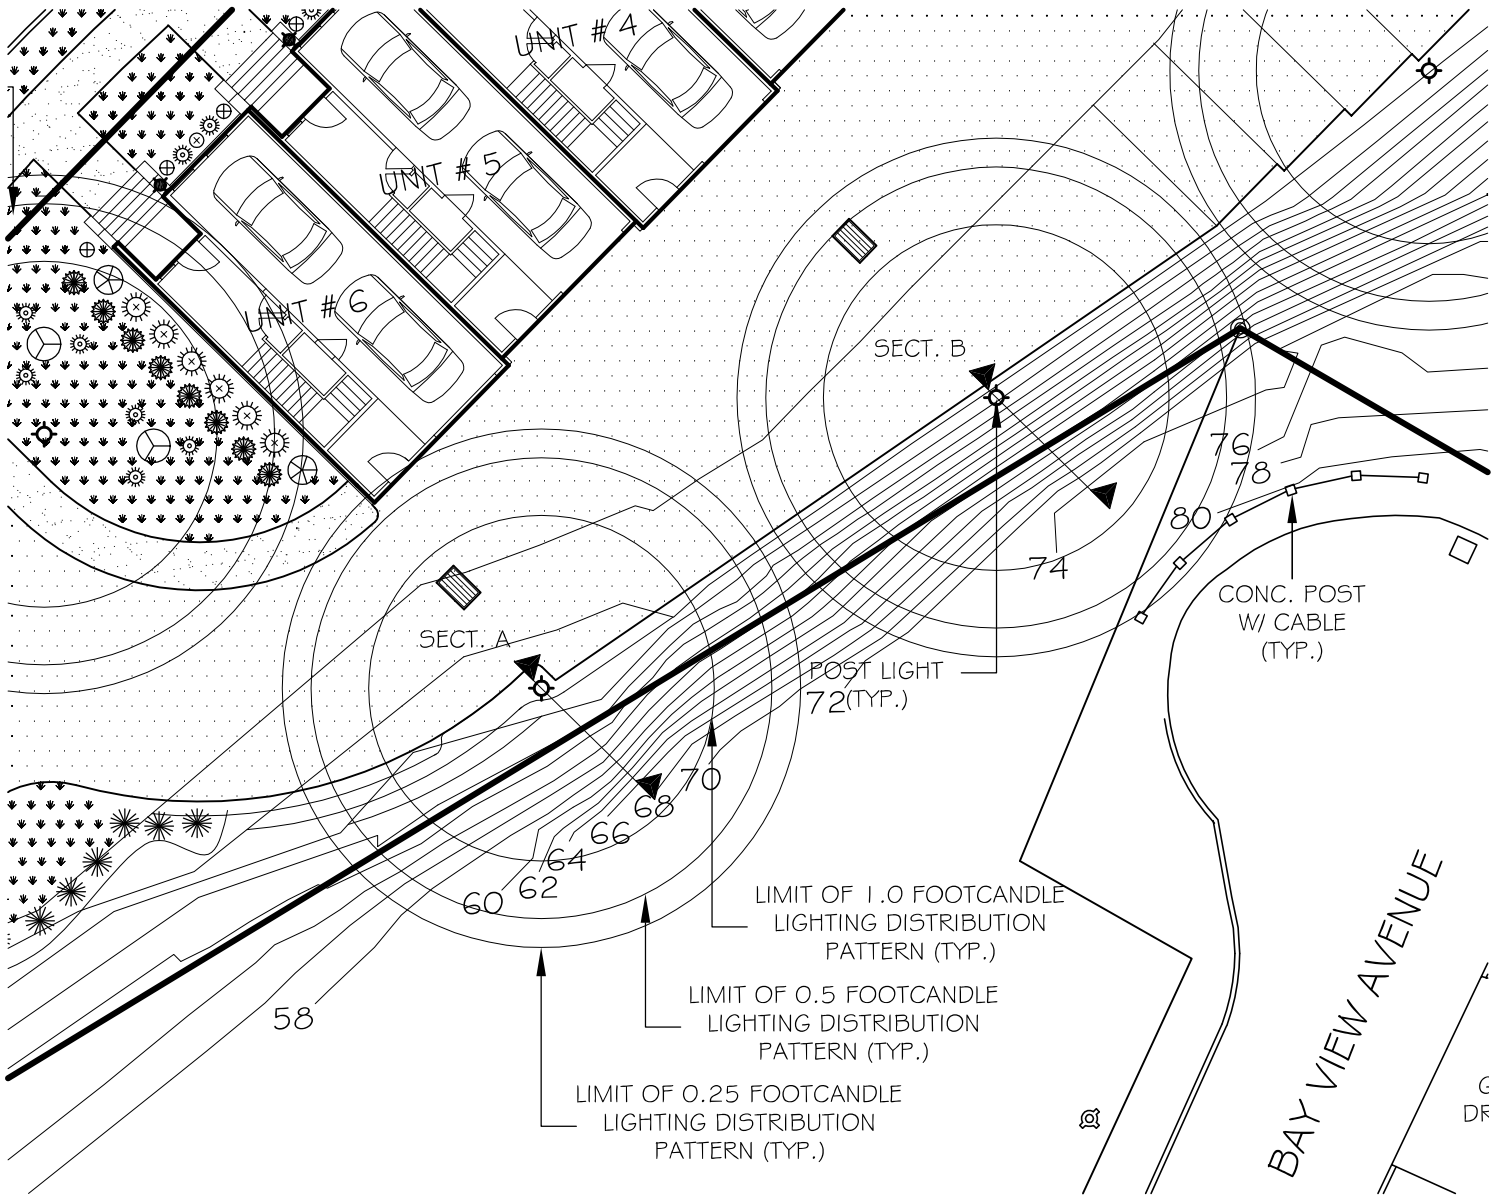 UNIT # 4
UNIT # 5
UNIT # 6
SECT. B
76
78
80
74
CONC. POST
W/ CABLE
(TYP.)
SECT. A
POST LIGHT
(TYP.)
72
70
68
66
64
62
60
58
LIMIT OF 1.0 FOOTCANDLE
LIGHTING DISTRIBUTION
PATTERN (TYP.)
LIMIT OF 0.5 FOOTCANDLE
LIGHTING DISTRIBUTION
PATTERN (TYP.)
LIMIT OF 0.25 FOOTCANDLE
LIGHTING DISTRIBUTION
PATTERN (TYP.)
BAY VIEW AVENUE